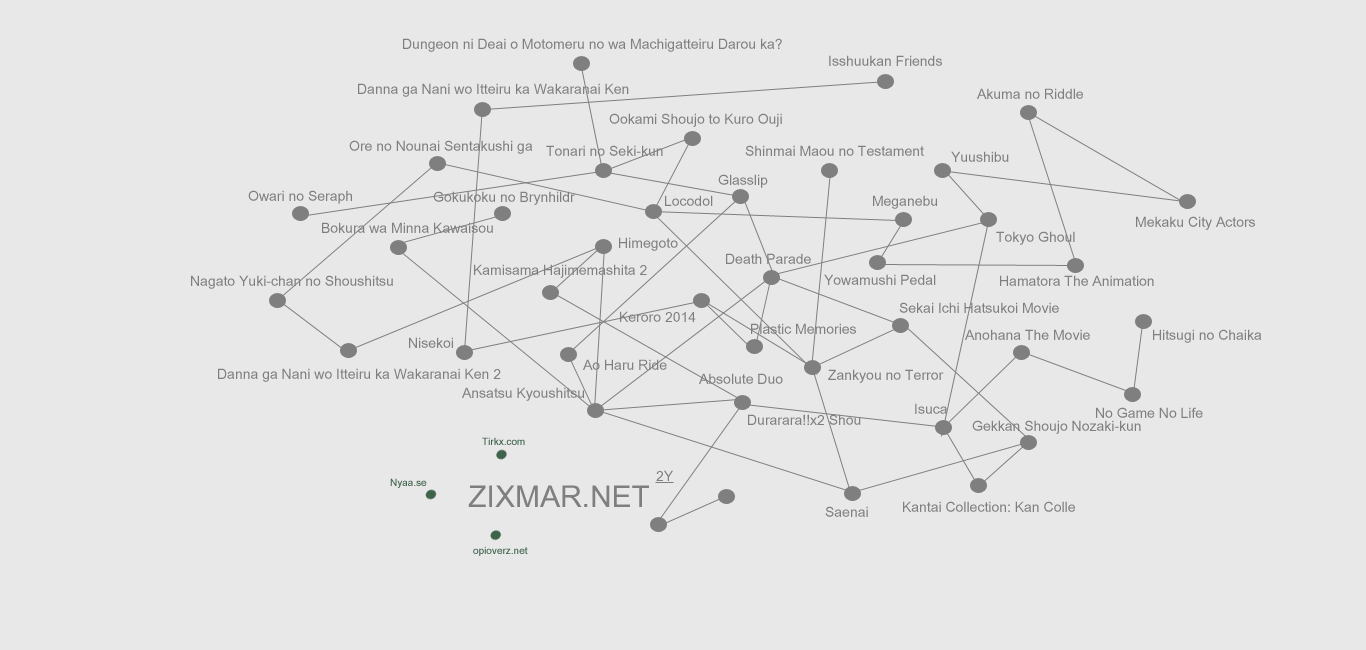 Dungeon ni Deai o Motomeru no wa Machigatteiru Darou ka?
Isshuukan Friends
Danna ga Nani wo Itteiru ka Wakaranai Ken
Akuma no Riddle
Ookami Shoujo to Kuro Ouji
Ore no Nounai Sentakushi ga
Tonari no Seki-kun
Shinmai Maou no Testament
Yuushibu
Glasslip
Owari no Seraph
Gokukoku no Brynhildr
Locodol
Meganebu
Mekaku City Actors
Bokura wa Minna Kawaisou
Tokyo Ghoul
Himegoto
Death Parade
Kamisama Hajimemashita 2
Nagato Yuki-chan no Shoushitsu
Yowamushi Pedal
Hamatora The Animation
Sekai Ichi Hatsukoi Movie
Keroro 2014
Plastic Memories
Anohana The Movie
Hitsugi no Chaika
Nisekoi
Ao Haru Ride
Danna ga Nani wo Itteiru ka Wakaranai Ken 2
Absolute Duo
Zankyou no Terror
Ansatsu Kyoushitsu
Isuca
No Game No Life
Durarara!!x2 Shou
Gekkan Shoujo Nozaki-kun
Tirkx.com
2Y
Nyaa.se
ZIXMAR.NET
Saenai
Kantai Collection: Kan Colle
opioverz.net